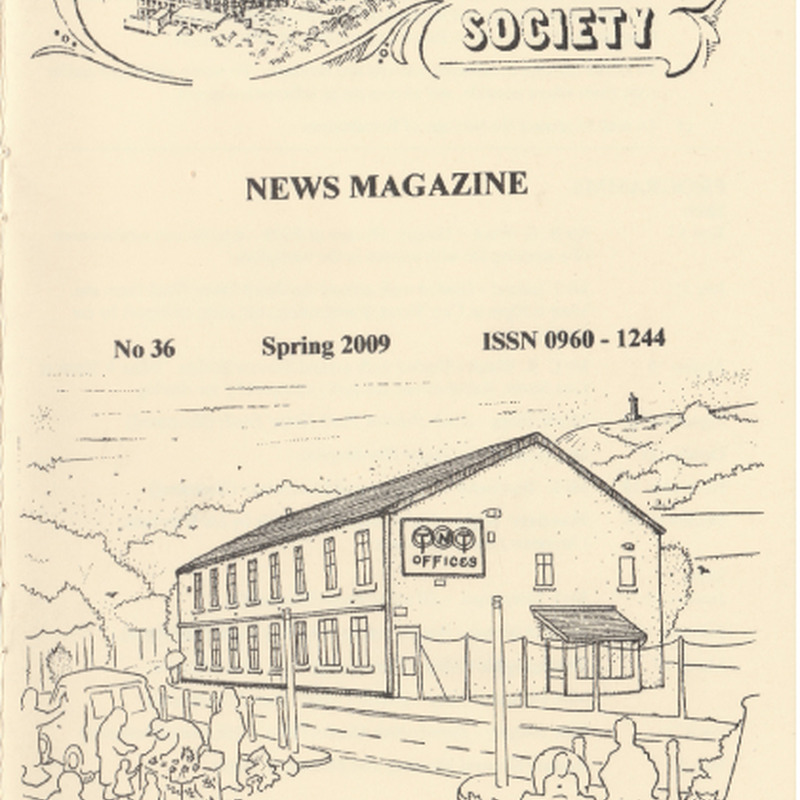 SOCIETY
NEWS MAGAZINE
No 36 Spring 2009 ISSN 0960 - 1244
TNT
OFFICES